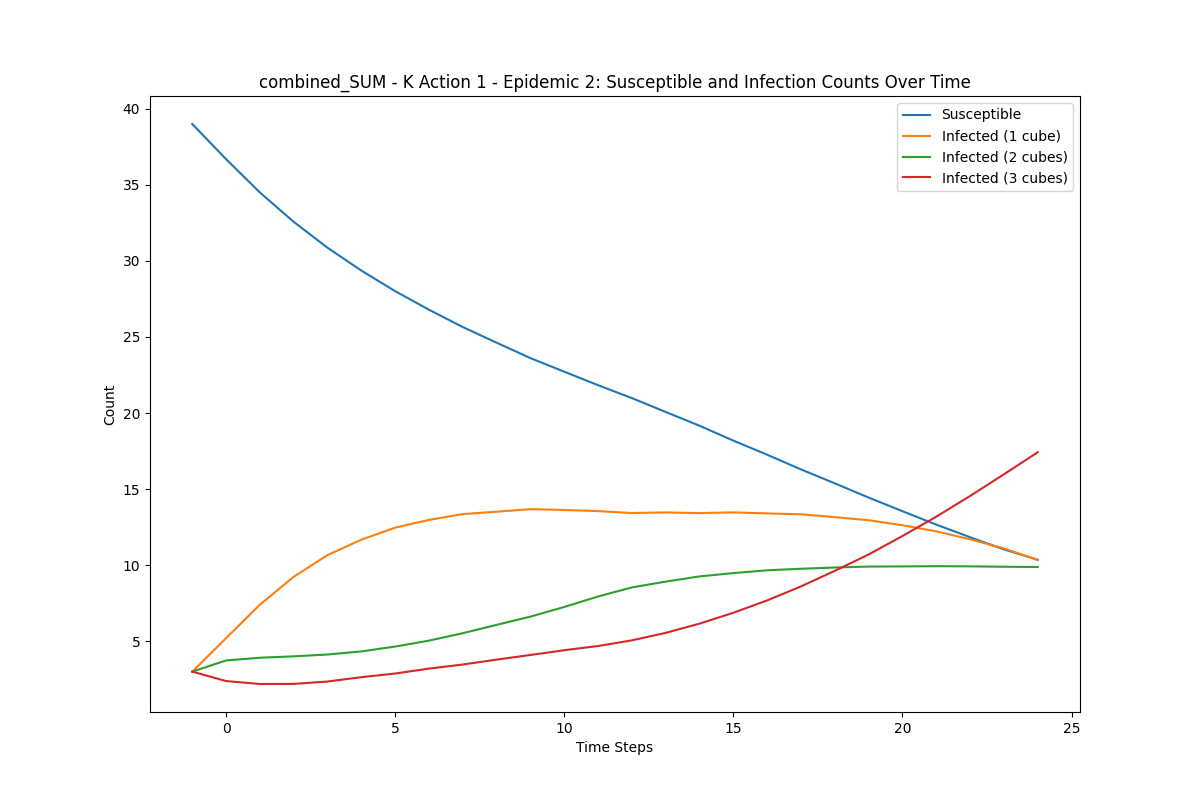 combined_SUM - K Action 1 - Epidemic 2: Susceptible and Infection Counts Over Time
Susceptible
Infected (1 cube)
Infected (2 cubes)
Infected (3 cubes)
Count
40
35
30
25
20
15
10
5
0 5 10 15 20 25
Time Steps